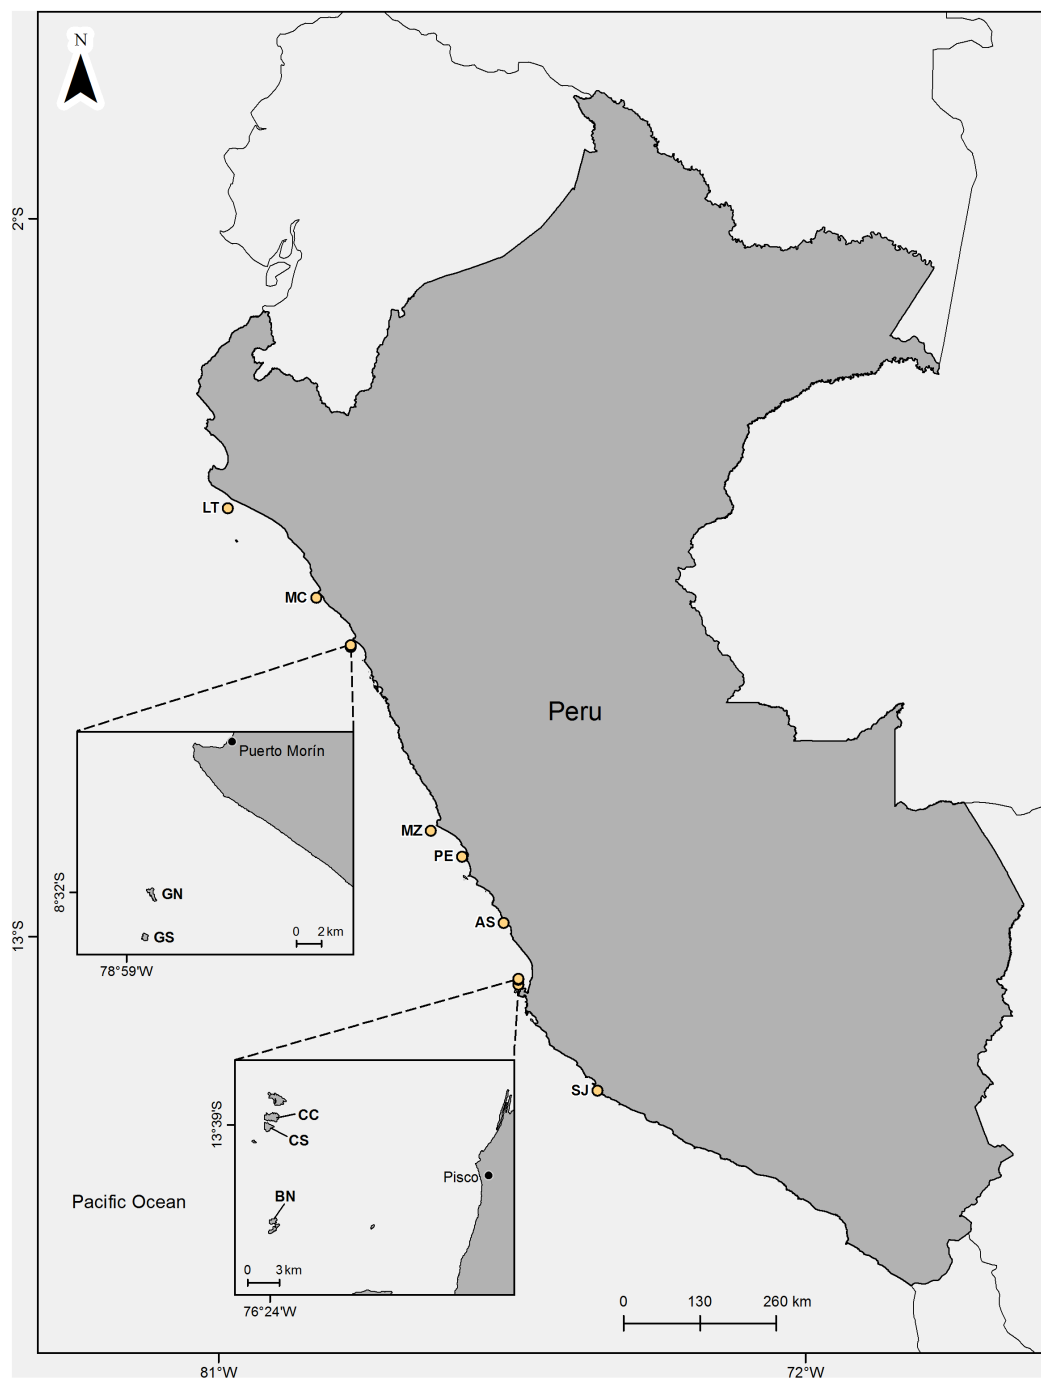 N
2°S
LT
MC
Peru
Puerto Morín
MZ
PE
8°32'S
GN
AS
0 2 km
GS
13°S
78°59'W
SJ
13°39'S
CC
CS
Pisco
Pacific Ocean
BN
0 3 km
76°24'W
0 130 260 km
81°W 72°W